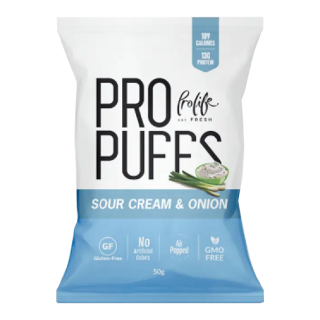 CALORIES
13G
PROTEIN
PRO
Prolife
EAT FRESH
PUFFS
SOUR CREAM & ONION
GF
Gluten-Free
No
Artificial
Colors
Air
Popped
GMO
FREE
50g